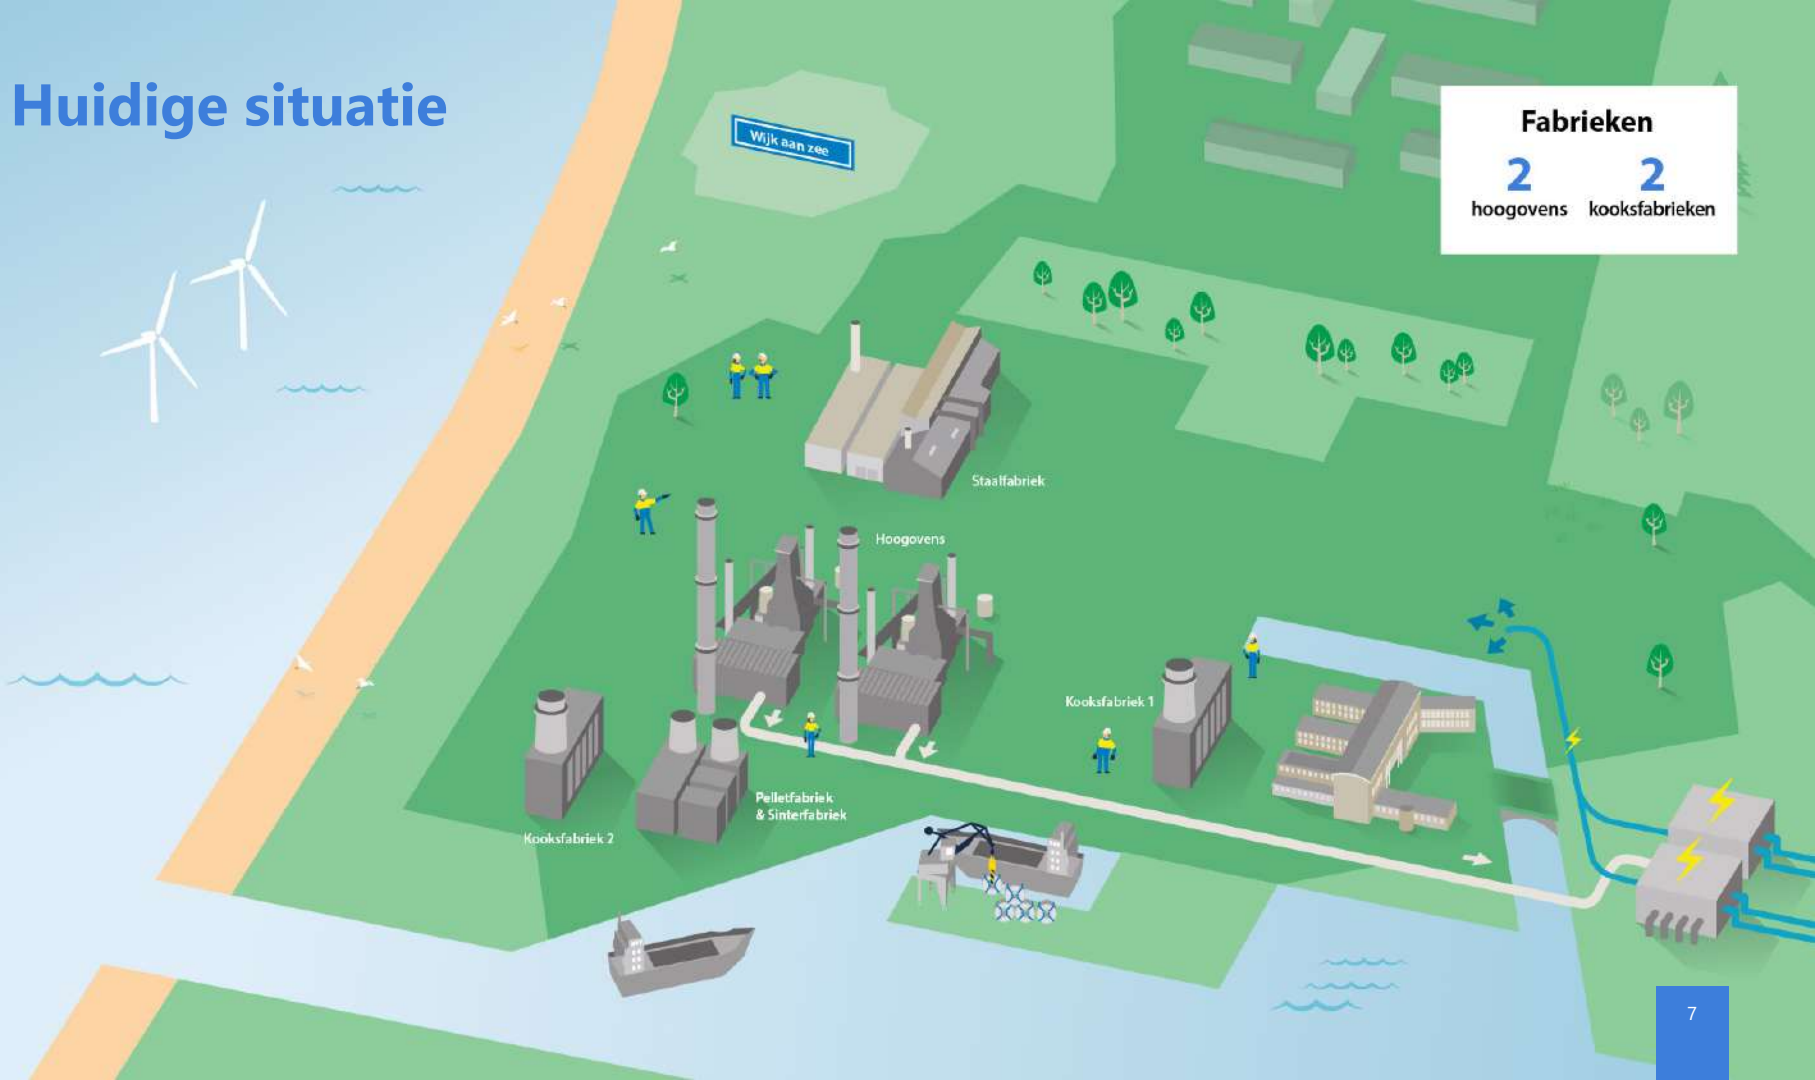 Huidige situatie
Wijk aan zee
Fabrieken
2 2
hoogovens kooksfabrieken
Staalfabriek
Hoogovens
Kooksfabriek 1
Pelletfabriek
& Sinterfabriek
Kooksfabriek 2
7